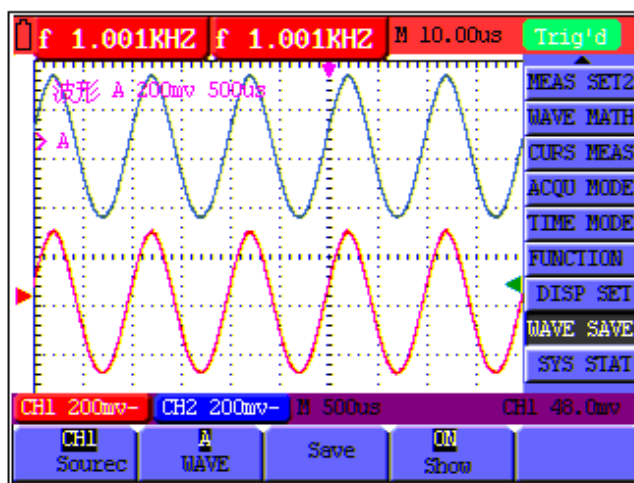 f 1.001KHZ f 1.001KHZ M 10.00us Trig'd
波形 A 200mv 500us
A
MEAS SET2
WAVE MATH
CURS MEAS
ACQU MODE
TIME MODE
FUNCTION
DISP SET
WAVE SAVE
SYS STAT
CH1 200mv- CH2 200mv- M 500us CH1 48.0mv
CH1 A Save ON
Sourec WAVE Show